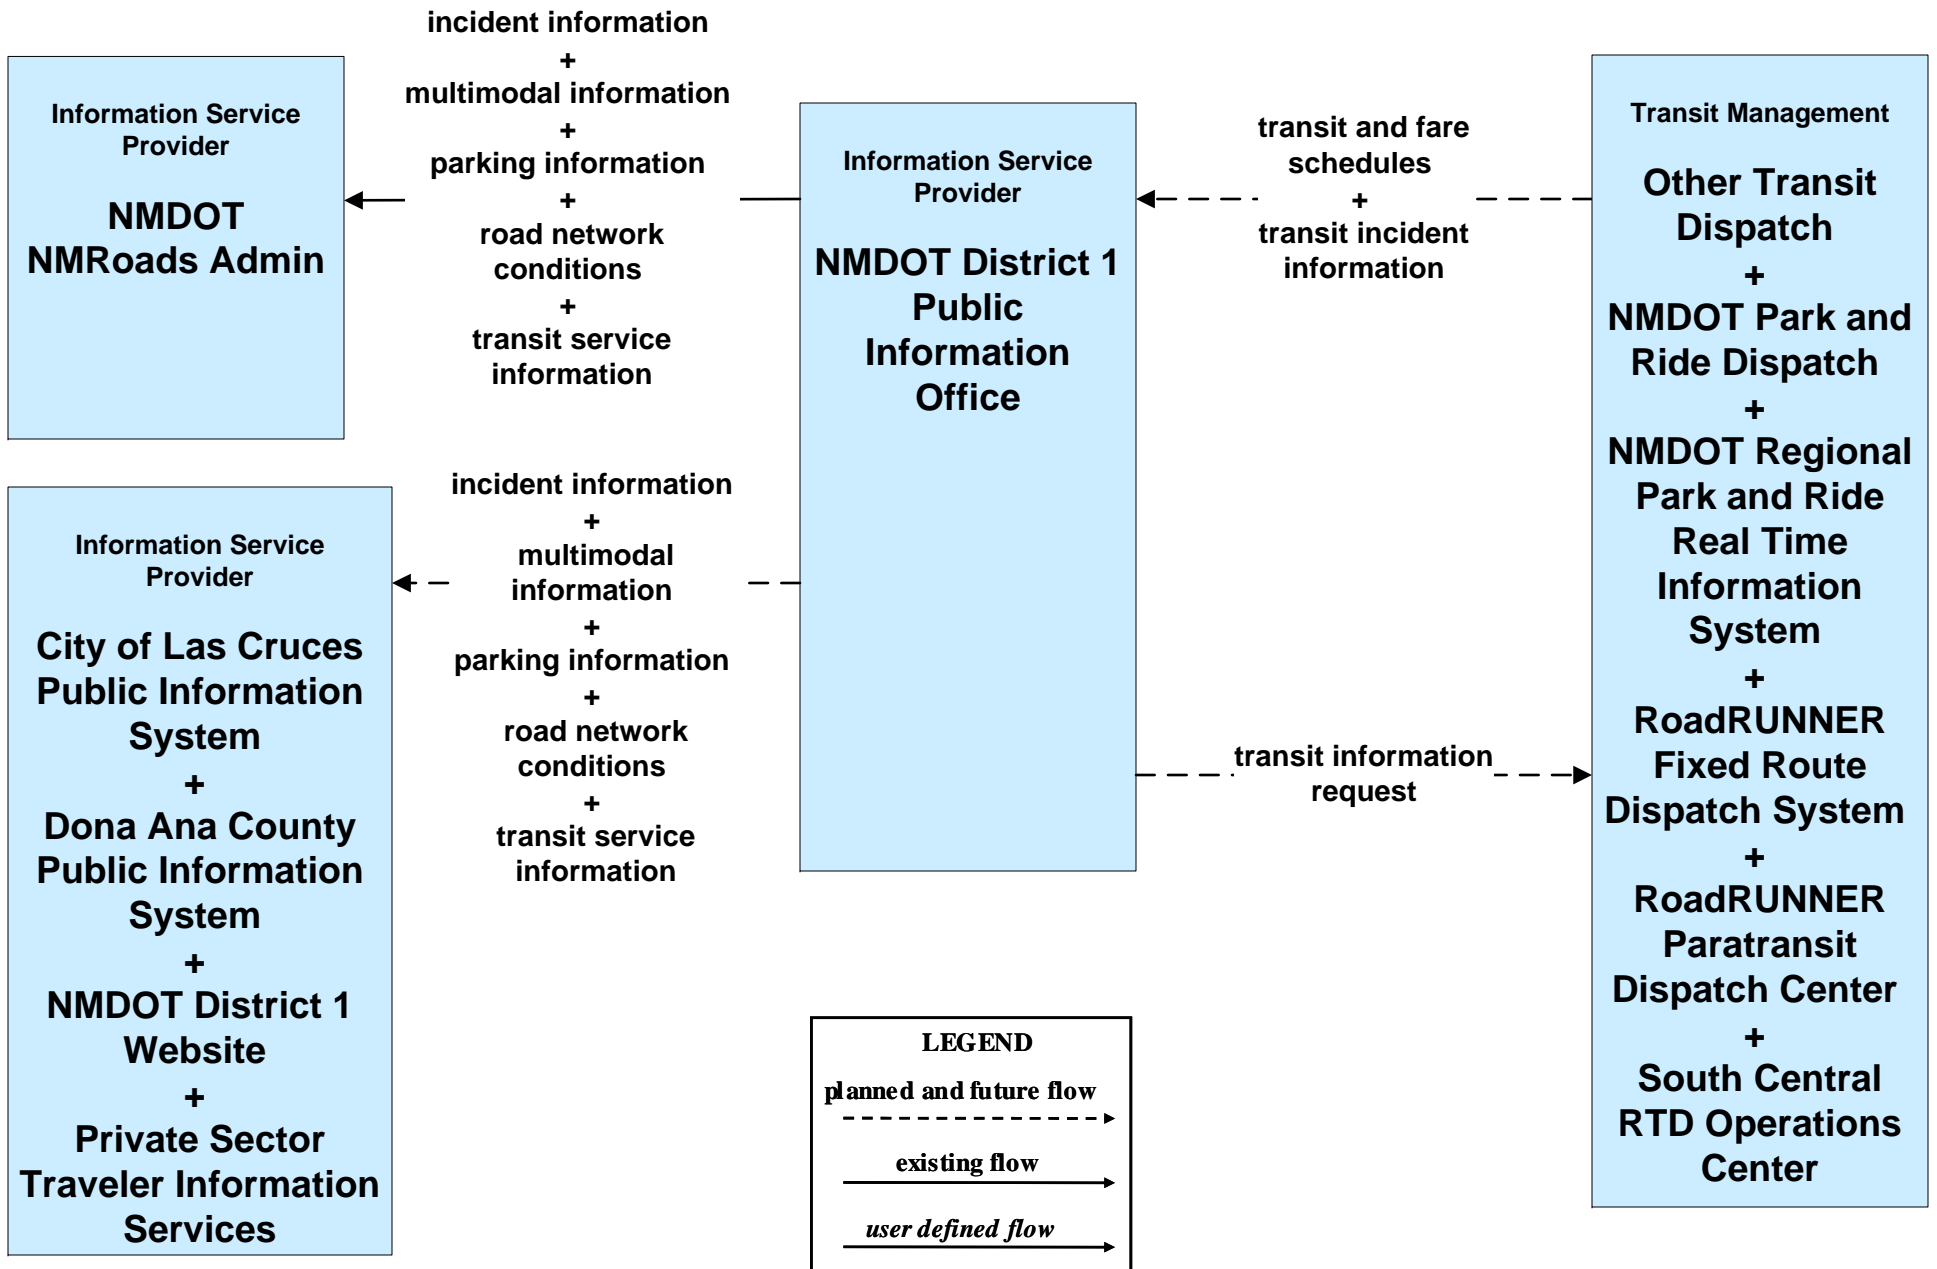 Information Service
Provider
NMDOT
NMRoads Admin
incident information
+
multimodal information
+
parking information
+
road network
conditions
+
transit service
information
Information Service
Provider
NMDOT District 1
Public
Information
Office
transit and fare
schedules
+
transit incident
information
Transit Management
Other Transit
Dispatch
+
NMDOT Park and
Ride Dispatch
+
NMDOT Regional
Park and Ride
Real Time
Information
System
+
RoadRUNNER
Fixed Route
Dispatch System
+
RoadRUNNER
Paratransit
Dispatch Center
+
South Central
RTD Operations
Center
Information Service
Provider
City of Las Cruces
Public Information
System
+
Dona Ana County
Public Information
System
+
NMDOT District 1
Website
+
Private Sector
Traveler Information
Services
incident information
+
multimodal
information
+
parking information
+
road network
conditions
+
transit service
information
transit information
request
LEGEND
planned and future flow
existing flow
user defined flow